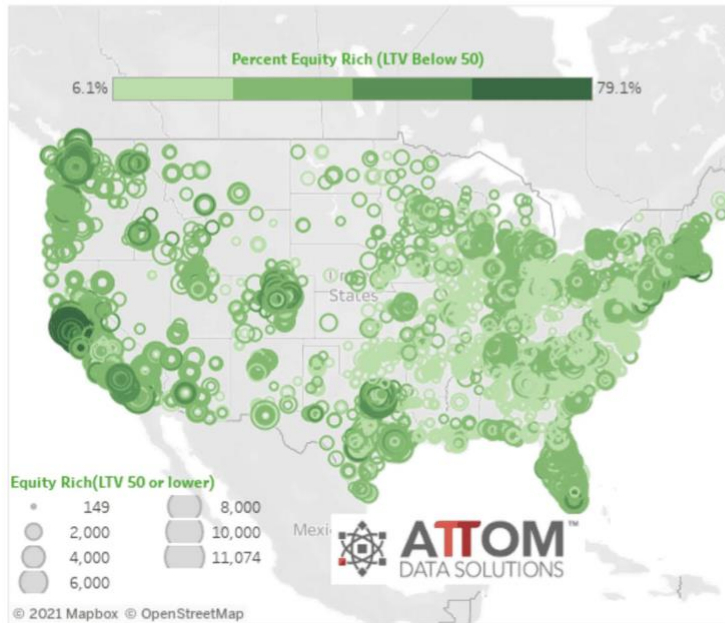 Percent Equity Rich (LTV Below 50)
6.1% 79.1%
States
Equity Rich(LTV 50 or lower)
149 8,000
2,000 10,000
4,000 11,074
6,000
ATTOM™
DATA SOLUTIONS
© 2021 Mapbox © OpenStreetMap